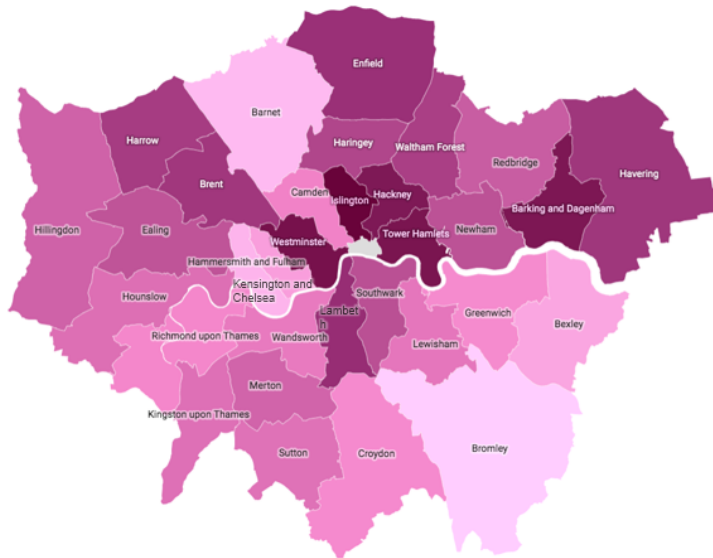 Enfield
Barnet
Harrow
Haringey
Waltham Forest
Redbridge
Havering
Brent
Camden
Islington
Hackney
Barking and Dagenham
Hillingdon
Ealing
Westminster
Tower Hamlets
Newham
Hammersmith and Fulham
Kensington and
Chelsea
Hounslow
Southwark
Lambet
h
Greenwich
Bexley
Richmond upon Thames
Wandsworth
Lewisham
Merton
Kingston upon Thames
Sutton
Croydon
Bromley